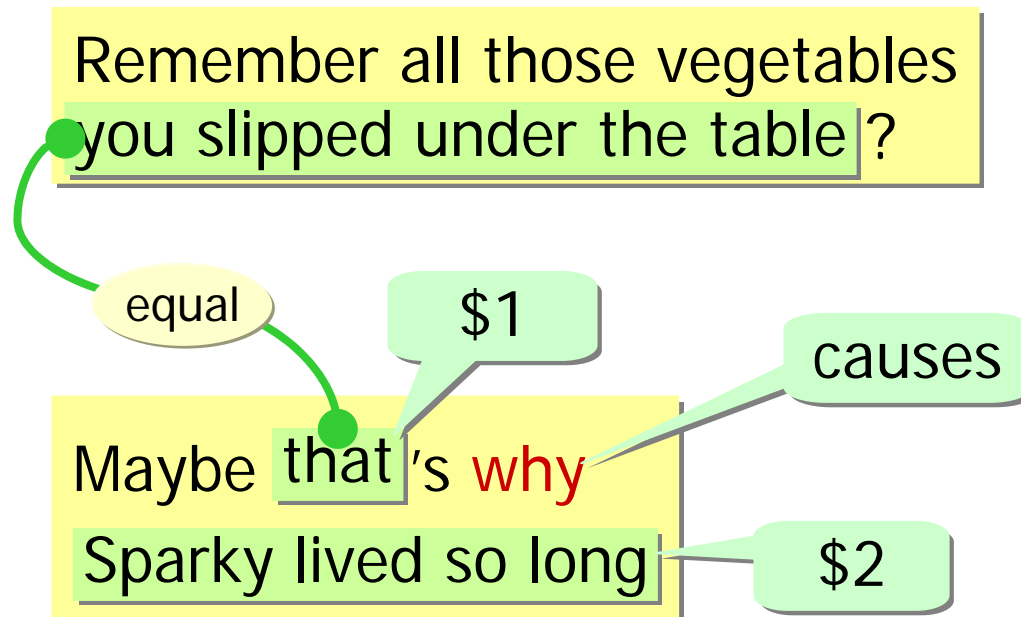 Remember all those vegetables
you slipped under the table ?
equal
$1
causes
Maybe that 's why
Sparky lived so long
$2